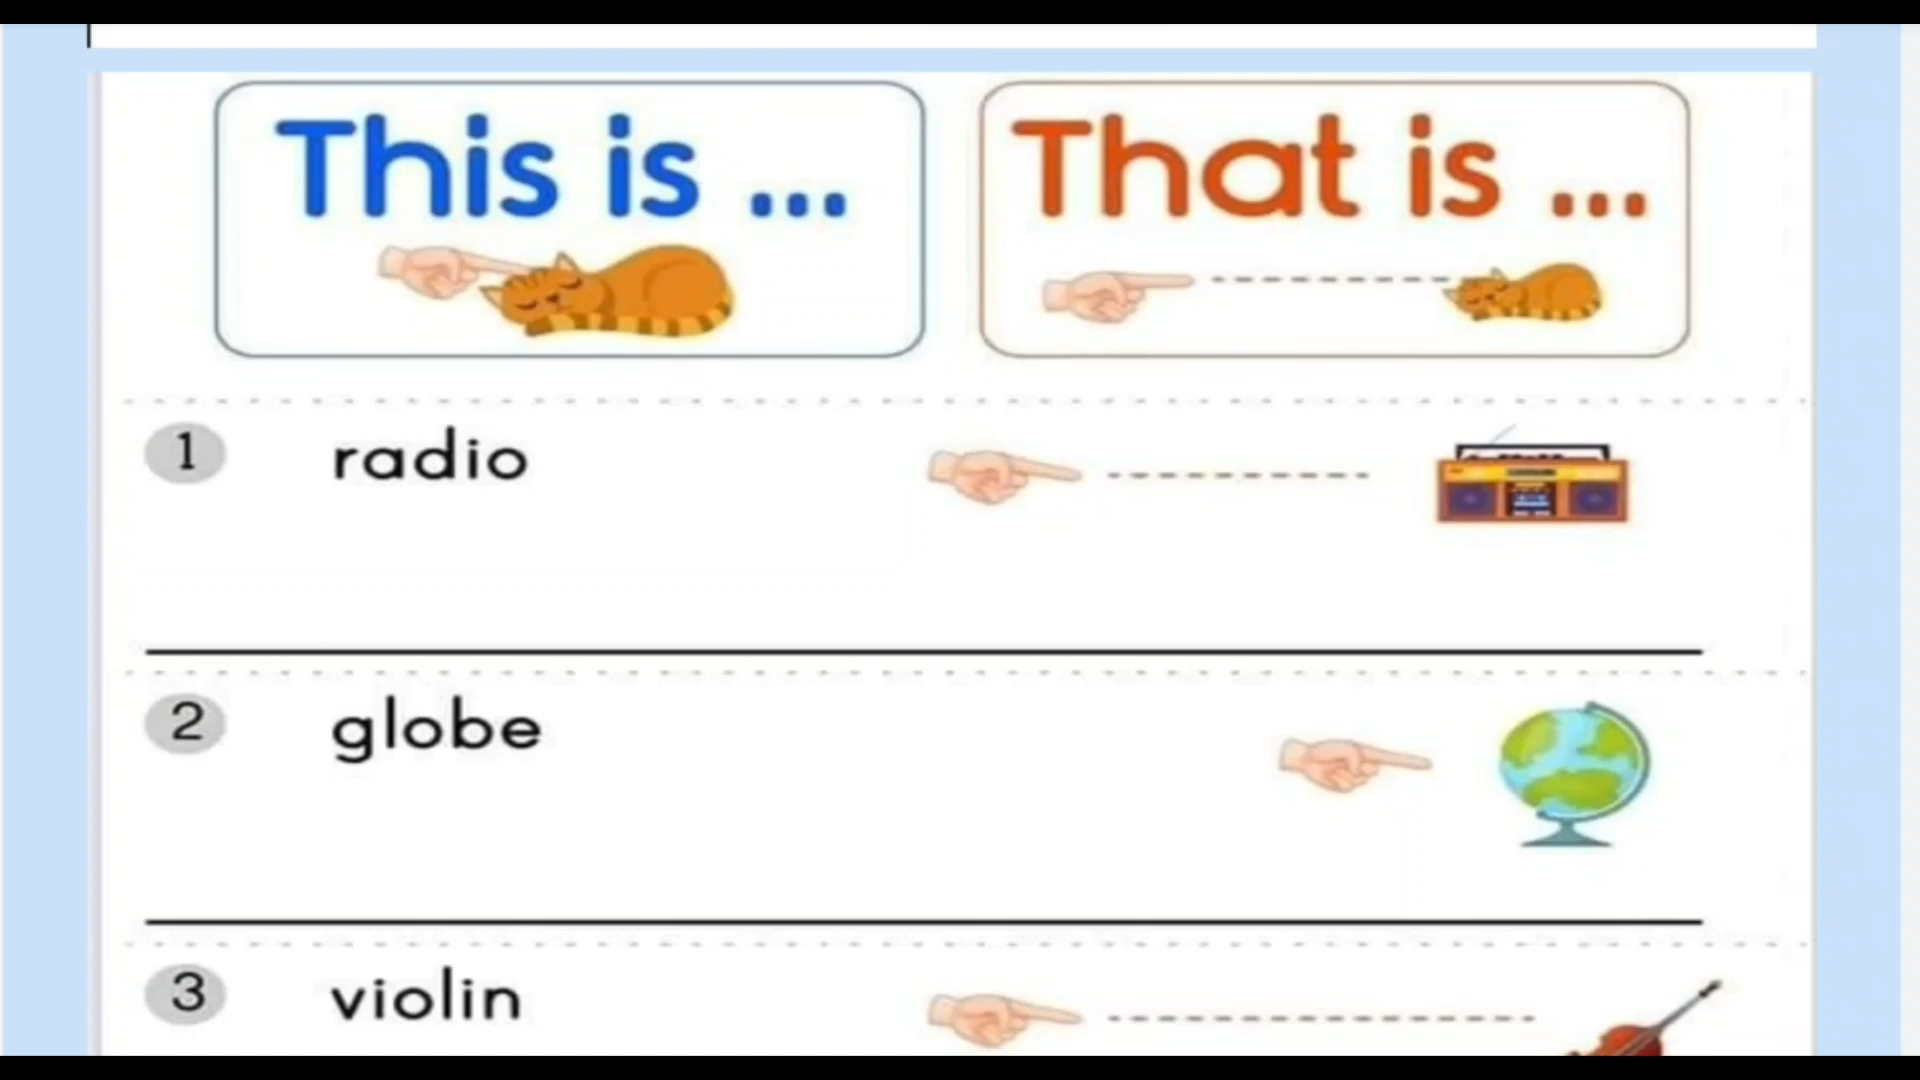 This is ...
That is ...
1 radio
2 globe
3 violin